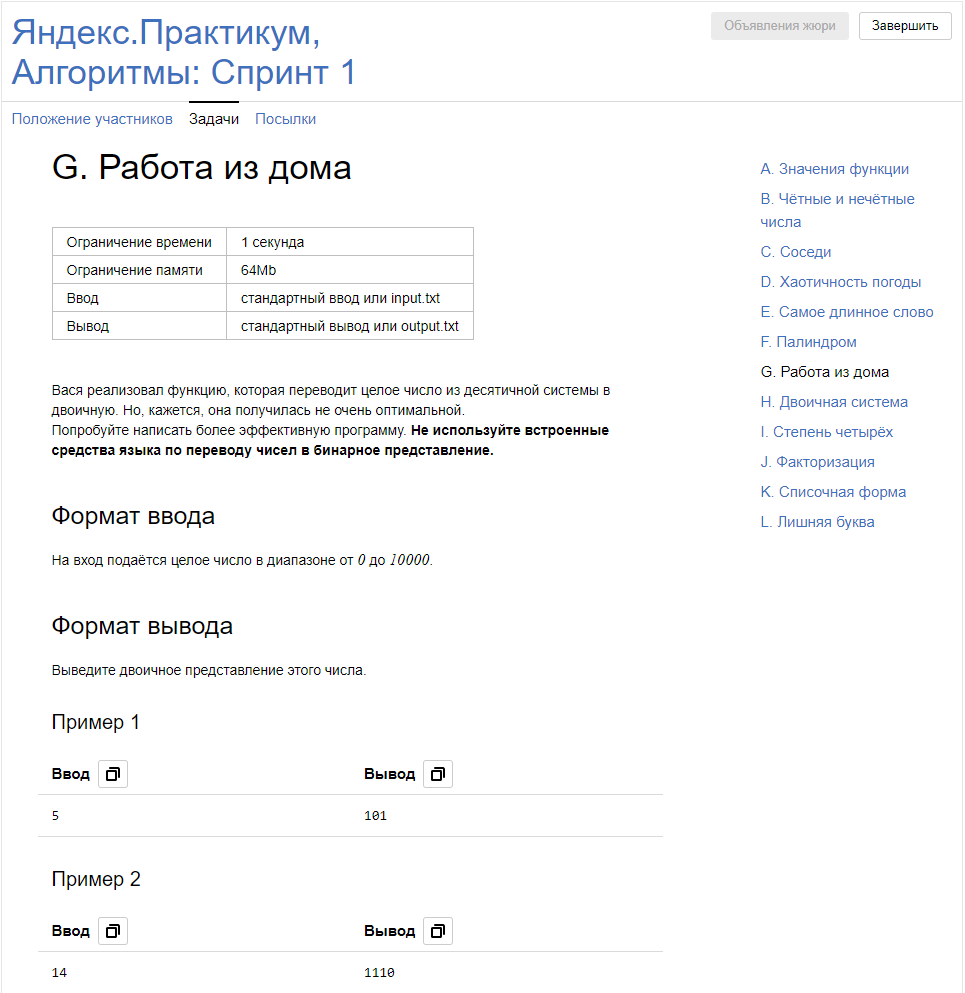 Яндекс.Практикум,
Алгоритмы: Спринт 1
Объявления жюри
Завершить
Положение участников Задачи Посылки
G. Работа из дома
Ограничение времени 1 секунда
Ограничение памяти 64Mb
Ввод стандартный ввод или input.txt
Вывод стандартный вывод или output.txt
Вася реализовал функцию, которая переводит целое число из десятичной системы в
двоичную. Но, кажется, она получилась не очень оптимальной.
Попробуйте написать более эффективную программу. Не используйте встроенные
средства языка по переводу чисел в бинарное представление.
Формат ввода
На вход подаётся целое число в диапазоне от 0 до 10000.
Формат вывода
Выведите двоичное представление этого числа.
Пример 1
Ввод Вывод
5 101
Пример 2
Ввод Вывод
14 1110
A. Значения функции
B. Чётные и нечётные
числа
C. Соседи
D. Хаотичность погоды
E. Самое длинное слово
F. Палиндром
G. Работа из дома
H. Двоичная система
I. Степень четырёх
J. Факторизация
K. Списочная форма
L. Лишняя буква